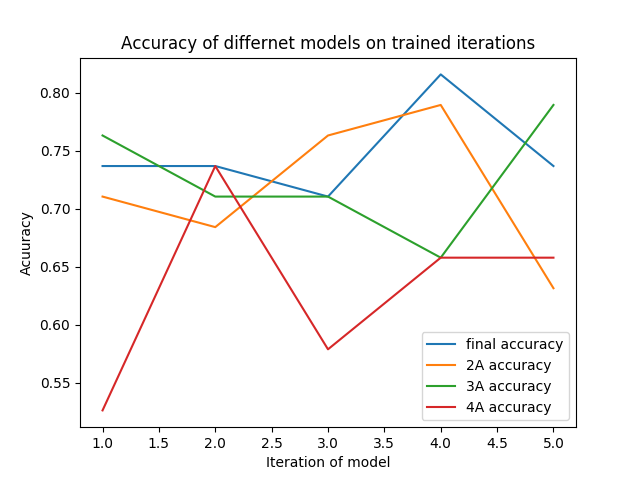 Accuracy of differnet models on trained iterations
Acuuracy
0.80
0.75
0.70
0.65
0.60
0.55
1.0 1.5 2.0 2.5 3.0 3.5 4.0 4.5 5.0
Iteration of model
final accuracy
2A accuracy
3A accuracy
4A accuracy